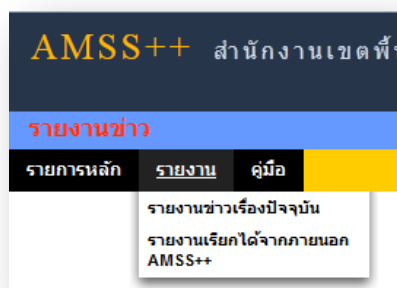 AMSS++ สำนักงานเขตพื้
รายงานข่าว
รายการหลัก รายงาน คู่มือ
รายงานข่าวเรื่องปัจจุบัน
รายงานเรียกได้จากภายนอก
AMSS++